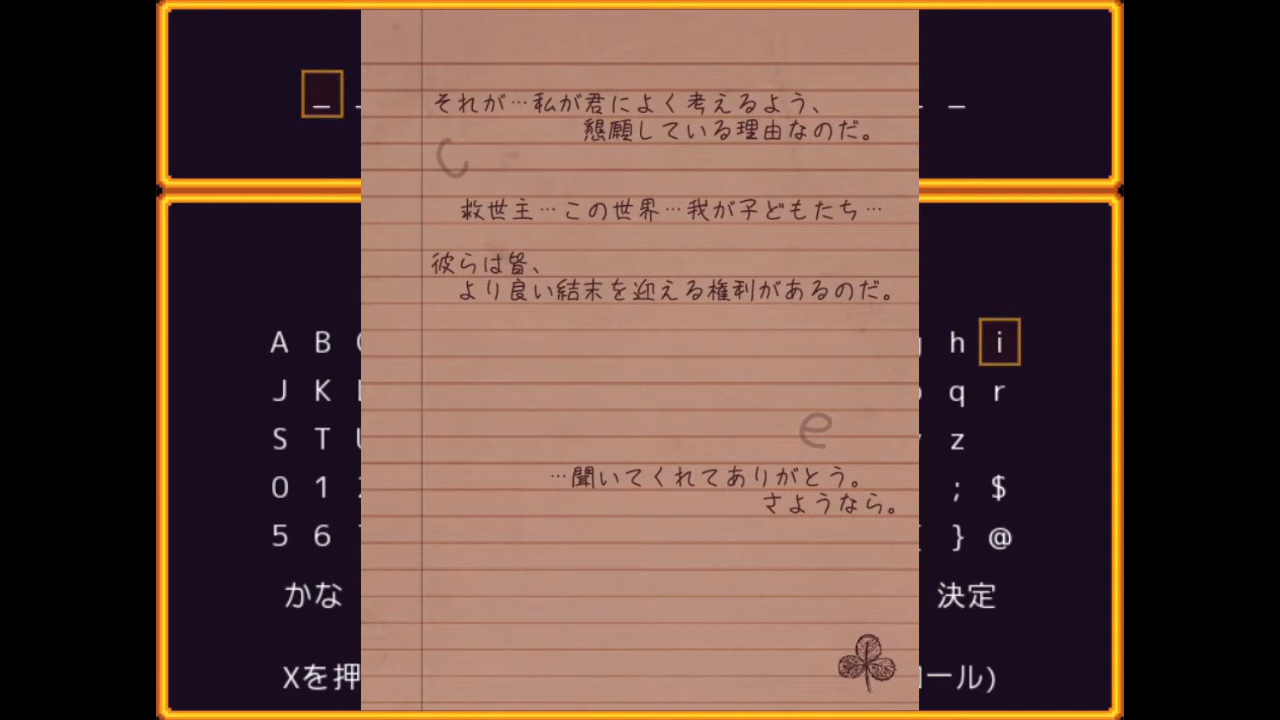 それが…私が君によく考えるよう、
懇願している理由なのだ。
救世主…この世界…我が子どもたち…
彼らは皆、
より良い結末を迎える権利があるのだ。
e
…聞いてくれてありがとう。
さようなら。
A B h i
J K q r
S T z
0 1 ; $
5 6 } @
かな 決定
Xを押 ール)